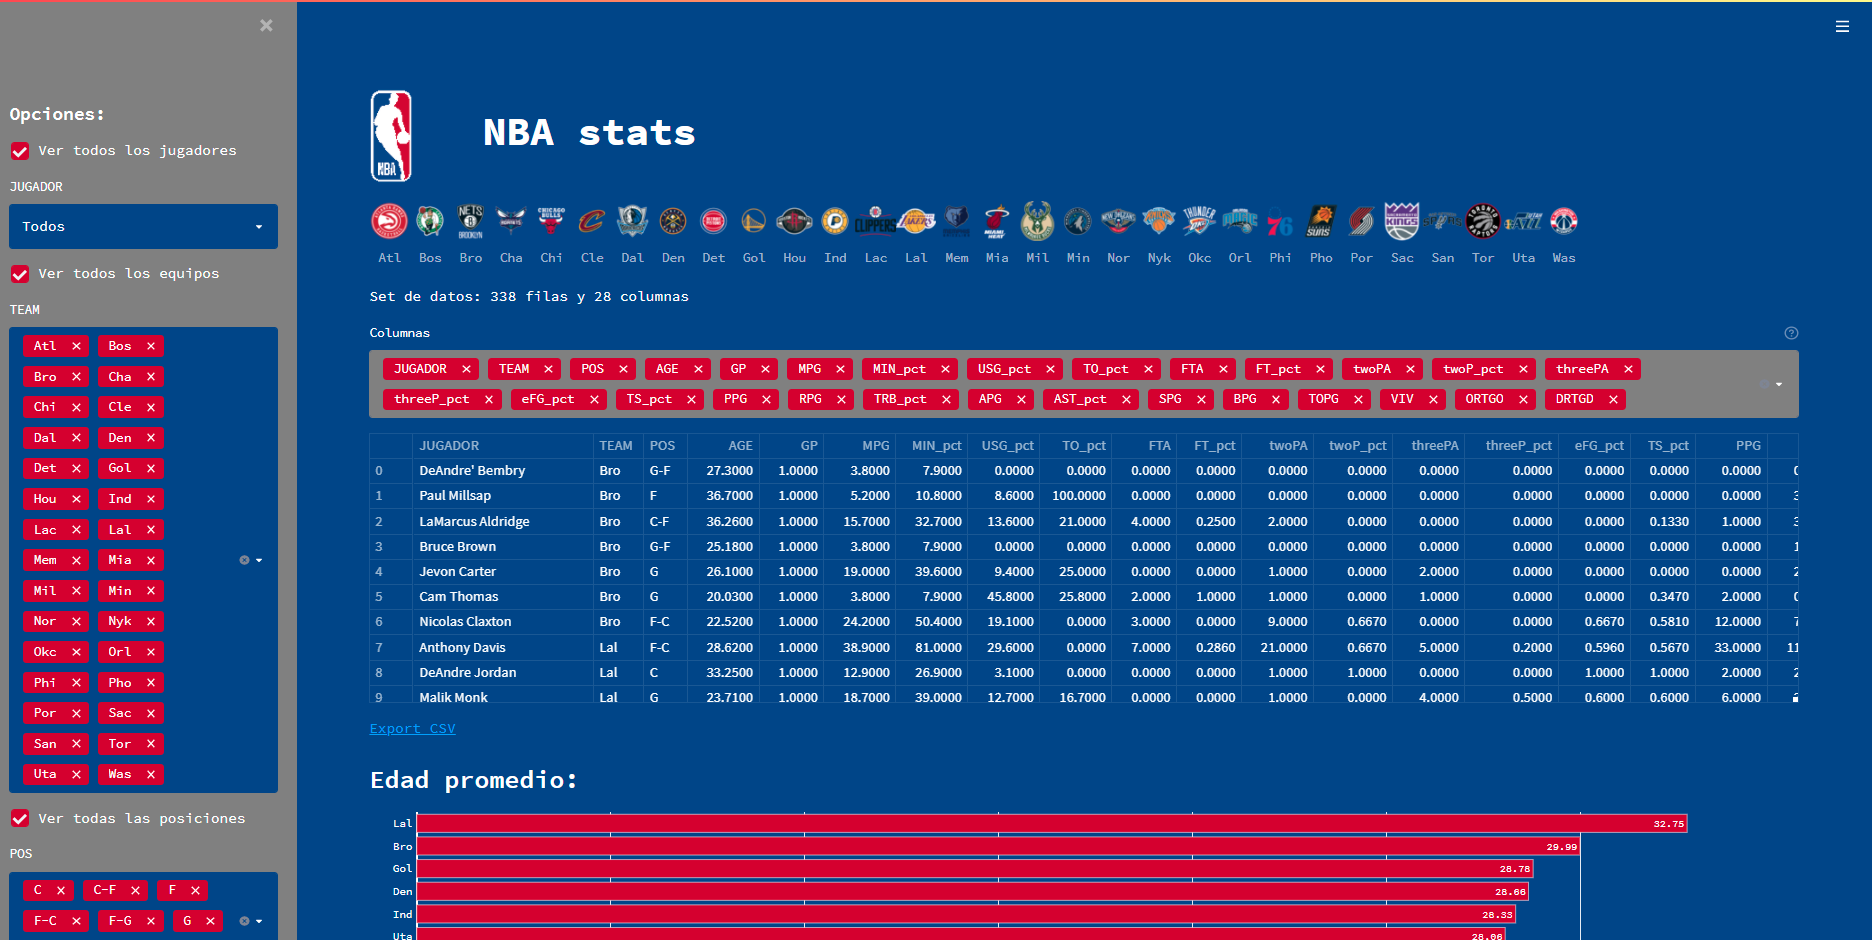 Opciones:
Ver todos los jugadores
JUGADOR
Todos
Ver todos los equipos
TEAM
Atl Bos
Bro Cha
Chi Cle
Dal Den
Det Gol
Hou Ind
Lac Lal
Mem Mia
Mil Min
Nor Nyk
Okc Orl
Phi Pho
Por Sac
San Tor
Uta Was
Ver todas las posiciones
POS
C C-F F
F-C F-G G
NBA
NBA stats
Atl Bos Bro Cha Chi Cle Dal Den Det Gol Hou Ind Lac Lal Mem Mia Mil Min Nor Nyk Okc Orl Phi Pho Por Sac San Tor Uta Was
Set de datos: 338 filas y 28 columnas
Columnas
JUGADOR TEAM POS AGE GP MPG MIN_pct USG_pct TO_pct FTA FT_pct twoPA twoP_pct threePA
threeP_pct eFG_pct TS_pct PPG RPG TRB_pct APG AST_pct SPG BPG TOPG VIV ORTGO DRTGD
JUGADOR TEAM POS AGE GP MPG MIN_pct USG_pct TO_pct FTA FT_pct twoPA twoP_pct threePA threeP_pct eFG_pct TS_pct PPG
0 DeAndre' Bembry Bro G-F 27.3000 1.0000 3.8000 7.9000 0.0000 0.0000 0.0000 0.0000 0.0000 0.0000 0.0000 0.0000 0.0000 0.0000 0.0000
1 Paul Millsap Bro F 36.7000 1.0000 5.2000 10.8000 8.6000 100.0000 0.0000 0.0000 0.0000 0.0000 0.0000 0.0000 0.0000 0.0000 0.0000
2 LaMarcus Aldridge Bro C-F 36.2600 1.0000 15.7000 32.7000 13.6000 21.0000 4.0000 0.2500 2.0000 0.0000 0.0000 0.0000 0.0000 0.1330 1.0000
3 Bruce Brown Bro G-F 25.1800 1.0000 3.8000 7.9000 0.0000 0.0000 0.0000 0.0000 0.0000 0.0000 0.0000 0.0000 0.0000 0.0000 0.0000
4 Jevon Carter Bro G 26.1000 1.0000 19.0000 39.6000 9.4000 25.0000 0.0000 0.0000 1.0000 0.0000 2.0000 0.0000 0.0000 0.0000 0.0000
5 Cam Thomas Bro G 20.0300 1.0000 3.8000 7.9000 45.8000 25.8000 2.0000 1.0000 1.0000 0.0000 1.0000 0.0000 0.0000 0.3470 2.0000
6 Nicolas Claxton Bro F-C 22.5200 1.0000 24.2000 50.4000 19.1000 0.0000 3.0000 0.0000 9.0000 0.6670 0.0000 0.0000 0.6670 0.5810 12.0000
7 Anthony Davis Lal F-C 28.6200 1.0000 38.9000 81.0000 29.6000 0.0000 7.0000 0.2860 21.0000 0.6670 5.0000 0.2000 0.5960 0.5670 33.0000 11
8 DeAndre Jordan Lal C 33.2500 1.0000 12.9000 26.9000 3.1000 0.0000 0.0000 0.0000 1.0000 1.0000 0.0000 0.0000 1.0000 1.0000 2.0000
9 Malik Monk Lal G 23.7100 1.0000 18.7000 39.0000 12.7000 16.7000 0.0000 0.0000 1.0000 0.0000 4.0000 0.5000 0.6000 0.6000 6.0000
Export CSV
Edad promedio:
Lal 32.75
Bro 29.99
Gol 28.78
Den 28.66
Ind 28.33
Uta 28.06